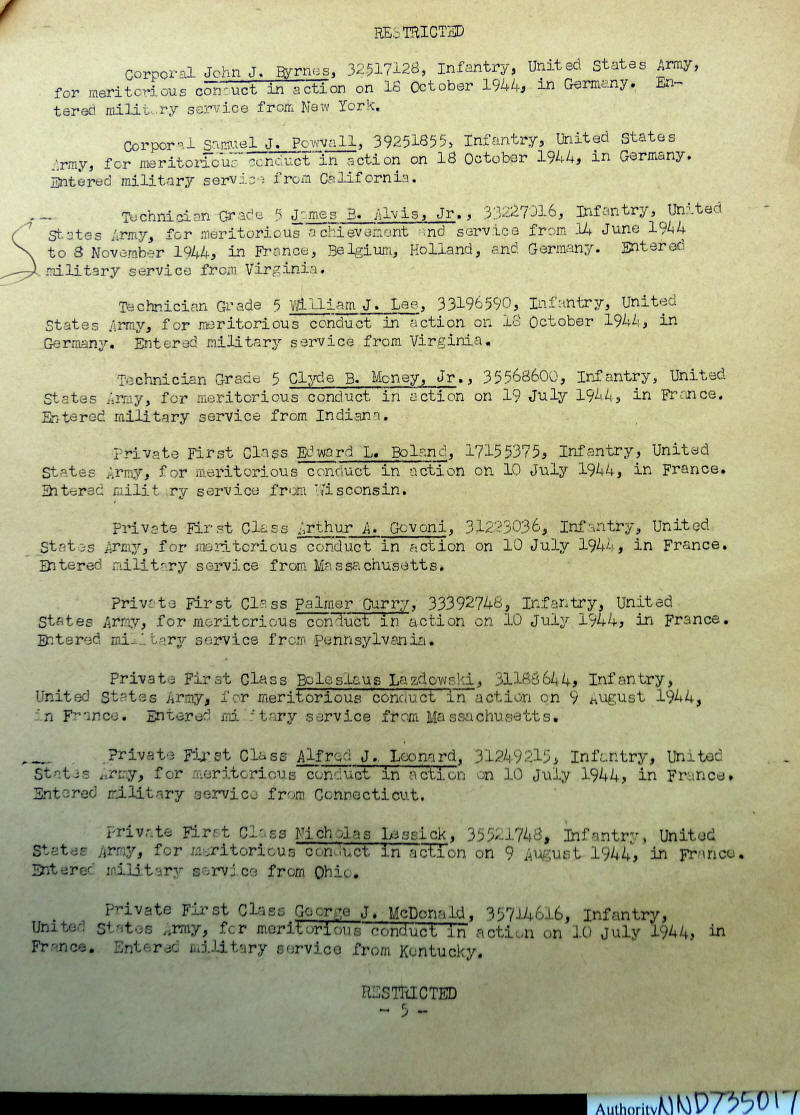 RESTRICTED
Corporal John J. Byrnes, 32517128, Infantry, United States Army,
for meritorious conduct in action on 18 October 1944, in Germany. En-
tered military service from New York.
Corporal Samuel J. Powvall, 39251855, Infantry, United States
Army, for meritorious conduct in action on 18 October 1944, in Germany.
Entered military service from California.
Technician Grade 5 James B. Alvis, Jr., 33227016, Infantry, United
States Army, for meritorious achievement and service from 14 June 1944
to 8 November 1944, in France, Belgium, Holland, and Germany. Entered
military service from Virginia.
Technician Grade 5 William J. Lee, 33196590, Infantry, United
States Army, for meritorious conduct in action on 18 October 1944, in
Germany. Entered military service from Virginia.
Technician Grade 5 Clyde B. Money, Jr., 35568600, Infantry, United
States Army, for meritorious conduct in action on 19 July 1944, in France.
Entered military service from Indiana.
Private First Class Edward L. Boland, 17155375, Infantry, United
States Army, for meritorious conduct in action on 10 July 1944, in France.
Entered military service from Wisconsin.
Private First Class Arthur A. Govoni, 31223036, Infantry, United
States Army, for meritorious conduct in action on 10 July 1944, in France.
Entered military service from Massachusetts.
Private First Class Palmer Curry, 33392748, Infantry, United
States Army, for meritorious conduct in action on 10 July 1944, in France.
Entered military service from Pennsylvania.
Private First Class Boleslaus Lazdowski, 31188644, Infantry,
United States Army, for meritorious conduct in action on 9 August 1944,
in France. Entered military service from Massachusetts.
Private First Class Alfred J. Leonard, 31249215, Infantry, United
States Army, for meritorious conduct in action on 10 July 1944, in France.
Entered military service from Connecticut.
Private First Class Nicholas Lessick, 35521748, Infantry, United
States Army, for meritorious conduct in action on 9 August 1944, in France.
Entered military service from Ohio.
Private First Class George J. McDonald, 35714616, Infantry,
United States Army, for meritorious conduct in action on 10 July 1944, in
France. Entered military service from Kentucky.
RESTRICTED
- 5 -
Authority NND735017